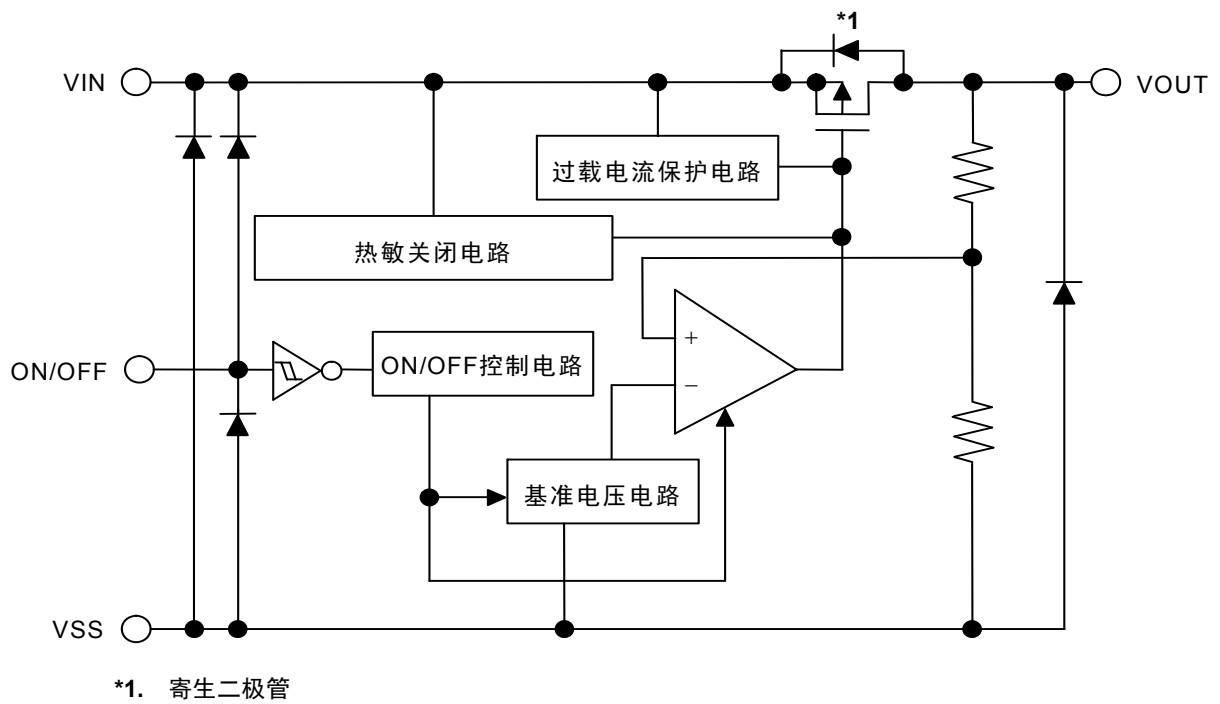 *1
VIN
VOUT
过载电流保护电路
热敏关闭电路
+
ON/OFF
ON/OFF控制电路
−
基准电压电路
VSS
*1. 寄生二极管